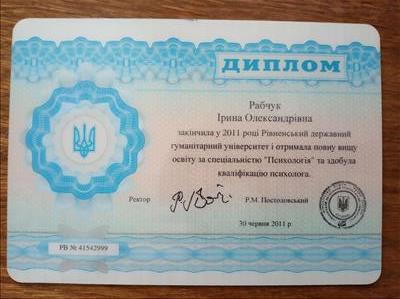 ДИПЛОМ
Рабчук
Ірина Олександрівна
закінчила у 2011 році Рівненський державний
гуманітарний університет і отримала повну вищу
освіту за спеціальністю "Психологія" та здобула
кваліфікацію психолога.
Ректор Р.М. Постоловський
30 червня 2011 р.
РВ № 41542999